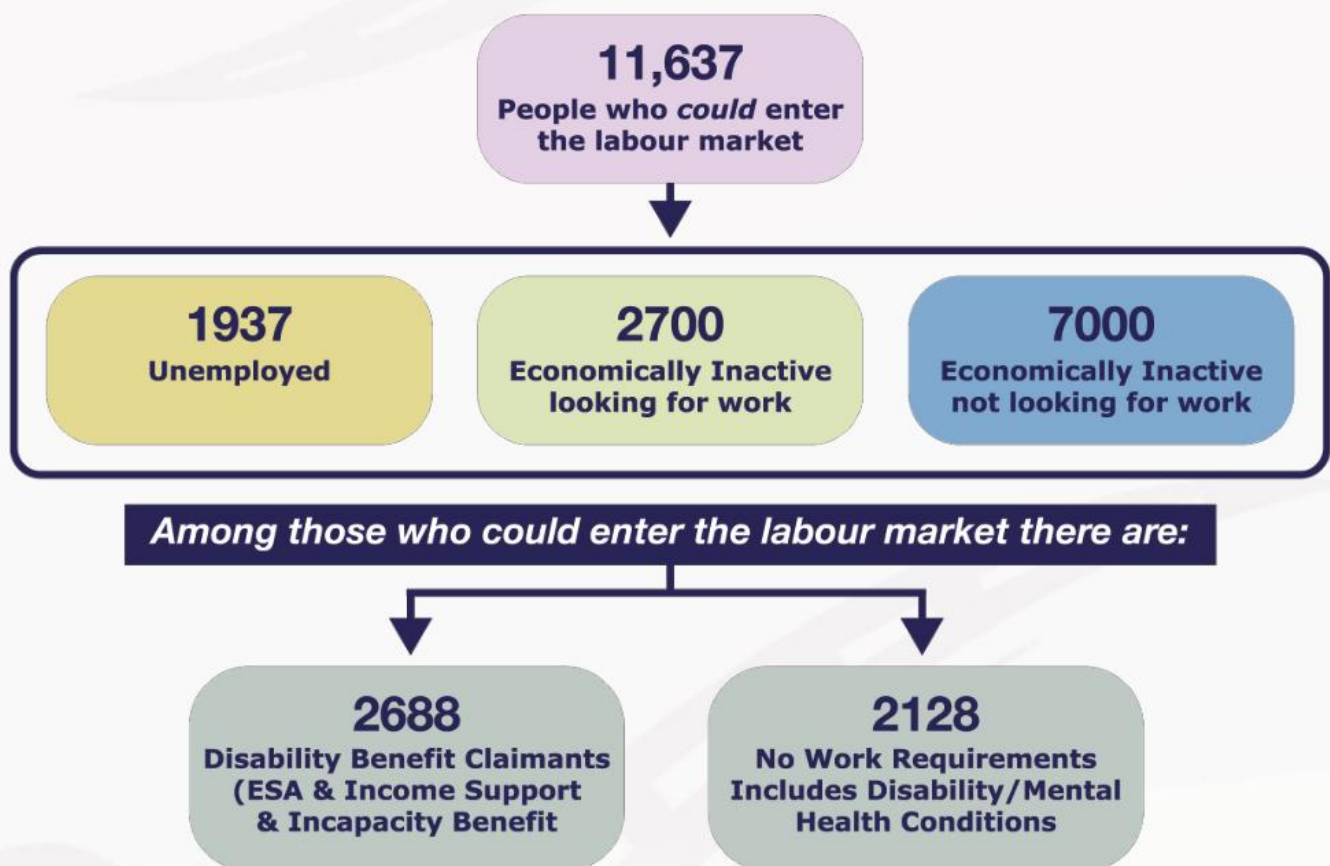 11,637
People who could enter
the labour market
1937
Unemployed
2700
Economically Inactive
looking for work
7000
Economically Inactive
not looking for work
Among those who could enter the labour market there are:
2688
Disability Benefit Claimants
(ESA & Income Support
& Incapacity Benefit
2128
No Work Requirements
Includes Disability/Mental
Health Conditions